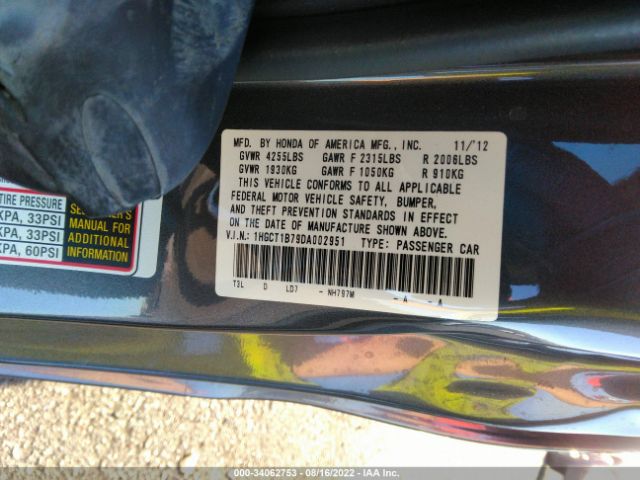 MFD. BY HONDA OF AMERICA MFG., INC. 11/'12
GVWR 4255LBS GAWR F 2315LBS R 2006LBS
GVWR 1930KG GAWR F 1050KG R 910KG
THIS VEHICLE CONFORMS TO ALL APPLICABLE
FEDERAL MOTOR VEHICLE SAFETY, BUMPER,
AND THEFT PREVENTION STANDARDS IN EFFECT
ON THE DATE OF MANUFACTURE SHOWN ABOVE.
V.I.N.: 1HGCT1B79DA002951 TYPE: PASSENGER CAR
T3L D LD7 - NH797M - A - A
TIRE PRESSURE
KPA, 33PSI
KPA, 33PSI
KPA, 60PSI
MANUAL FOR
ADDITIONAL
INFORMATION
000-34062753 - 08/16/2022 - IAA Inc.